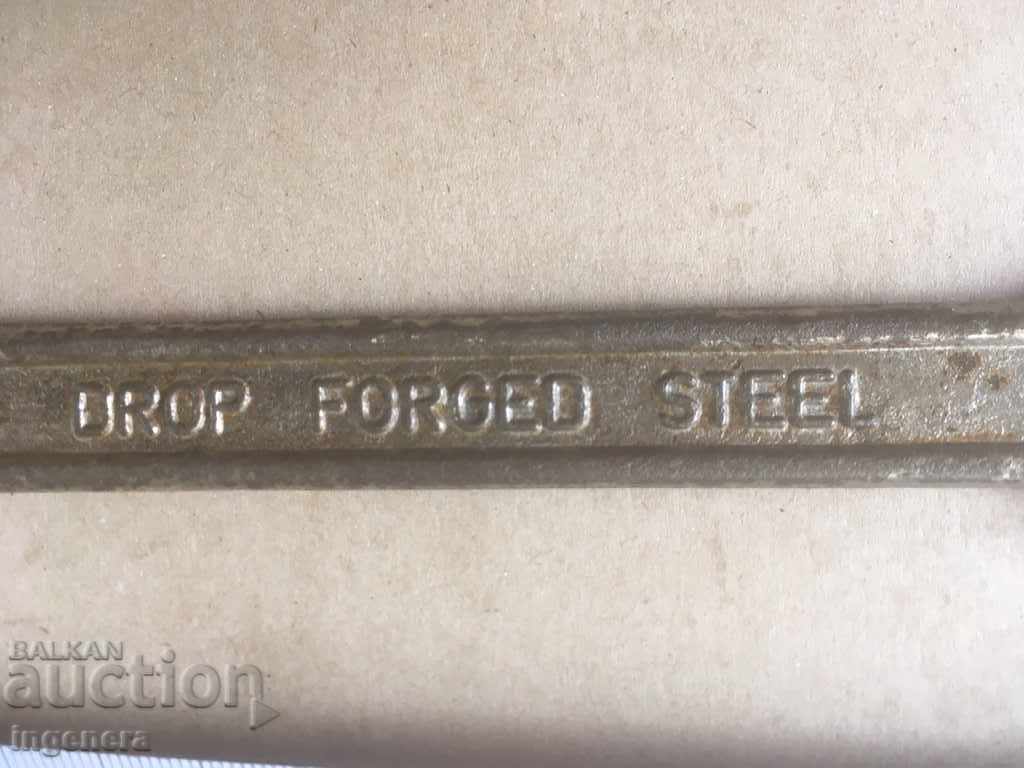 DROP FORGED STEEL
BALKAN
auction
ingenera